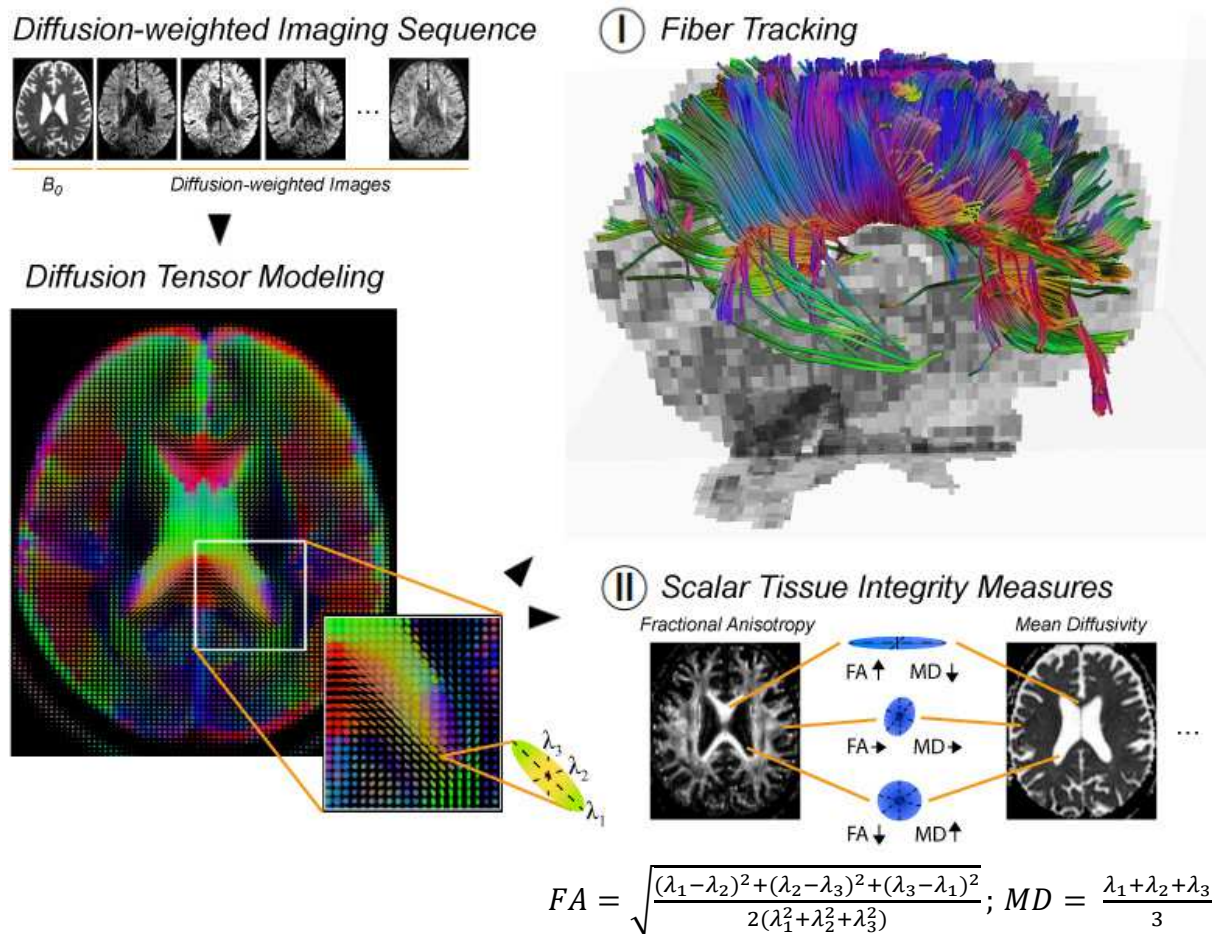 Diffusion-weighted Imaging Sequence
...
B₀
Diffusion-weighted Images
Diffusion Tensor Modeling
λ₃
λ₂
λ₁
I Fiber Tracking
II Scalar Tissue Integrity Measures
Fractional Anisotropy
Mean Diffusivity
FA↑ MD↓
FA→ MD→
FA↓ MD↑
...
FA = √((λ₁−λ₂)²+(λ₂−λ₃)²+(λ₃−λ₁)² / 2(λ₁²+λ₂²+λ₃²)); MD = (λ₁+λ₂+λ₃)/3